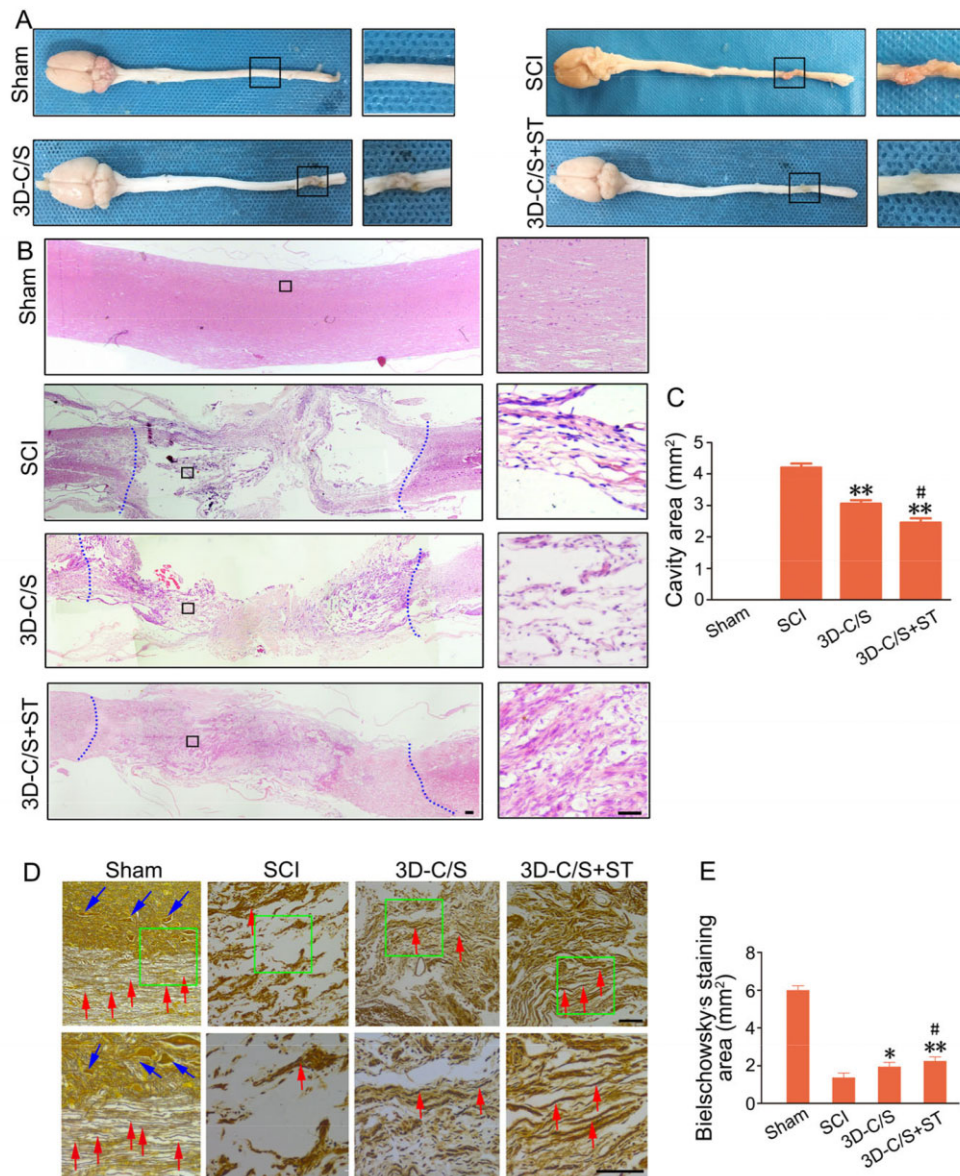 A
Sham
SCI
3D-C/S
3D-C/S+ST
B
Sham
SCI
3D-C/S
3D-C/S+ST
C
Cavity area (mm²)
5
4
3
2
1
0
**
#
**
Sham
SCI
3D-C/S
3D-C/S+ST
D
Sham
SCI
3D-C/S
3D-C/S+ST
E
Bielschowsky·s staining
area (mm²)
8
6
4
2
0
*
#
**
Sham
SCI
3D-C/S
3D-C/S+ST